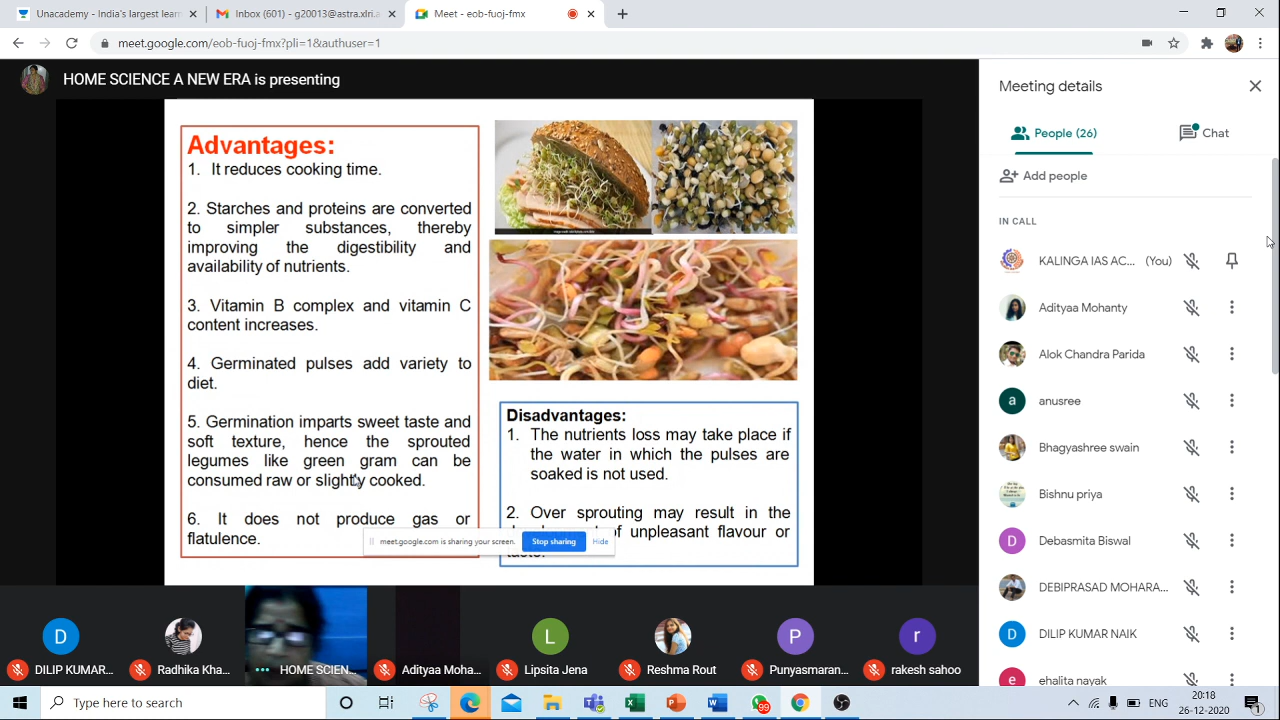 Unacademy - India's largest learn
Inbox (601) - g20013@astra.xlri.a
Meet - eob-fuoj-fmx
meet.google.com/eob-fuoj-fmx?pli=1&authuser=1
HOME SCIENCE A NEW ERA is presenting
Advantages:
1. It reduces cooking time.
2. Starches and proteins are converted
to simpler substances, thereby
improving the digestibility and
availability of nutrients.
3. Vitamin B complex and vitamin C
content increases.
4. Germinated pulses add variety to
diet.
5. Germination imparts sweet taste and
soft texture, hence the sprouted
legumes like green gram can be
consumed raw or slightly cooked.
6. It does not produce gas or
flatulence.
Disadvantages:
1. The nutrients loss may take place if
the water in which the pulses are
soaked is not used.
2. Over sprouting may result in the
of unpleasant flavour or
meet.google.com is sharing your screen.
Stop sharing
Hide
Meeting details
People (26)
Chat
Add people
IN CALL
KALINGA IAS AC... (You)
Adityaa Mohanty
Alok Chandra Parida
a anusree
Bhagyashree swain
Bishnu priya
D Debasmita Biswal
DEBIPRASAD MOHARA...
D DILIP KUMAR NAIK
e ehalita nayak
D
L
P
r
DILIP KUMAR...
Radhika Kha...
HOME SCIEN...
Adityaa Moha...
Lipsita Jena
Reshma Rout
Punyasmaran...
rakesh sahoo
Type here to search
99
ENG
20:18
26-12-2020
1